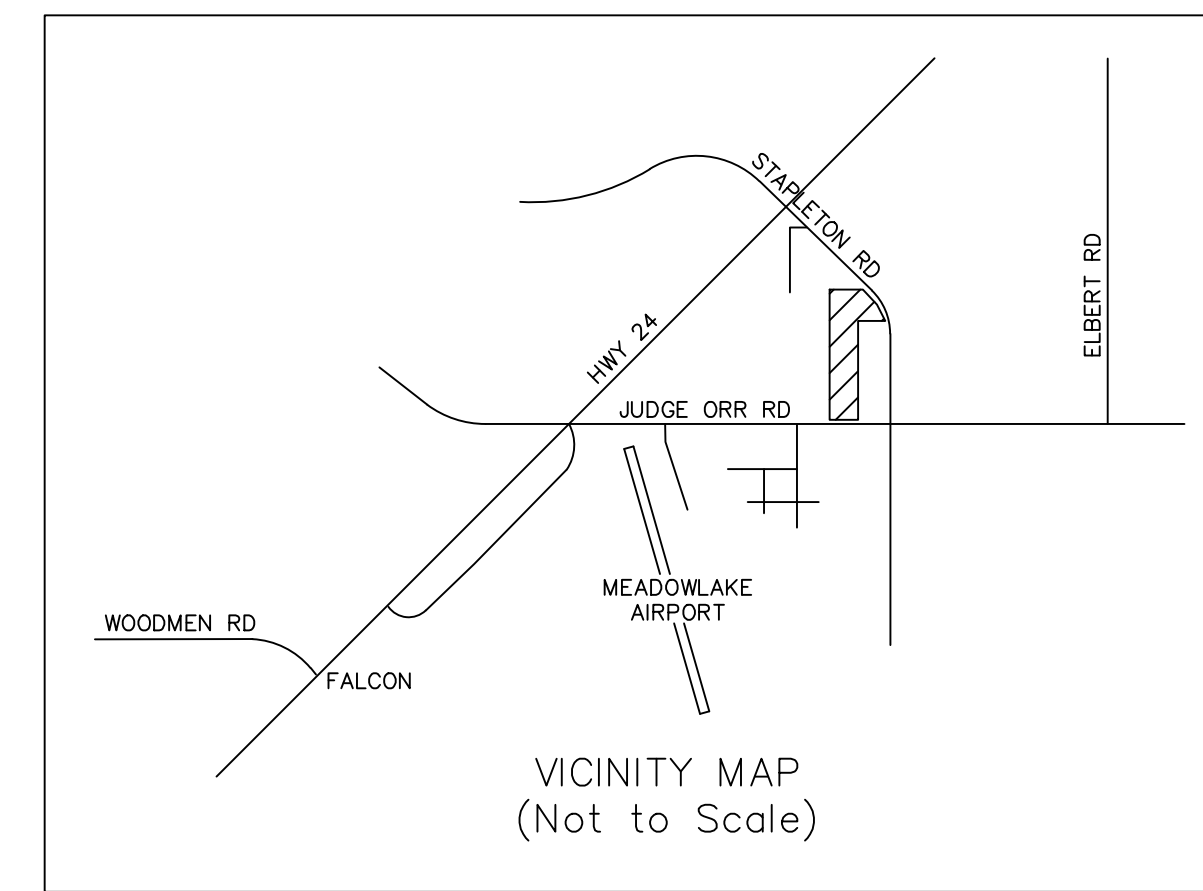 STAPLETON RD
ELBERT RD
HWY 24
JUDGE ORR RD
MEADOWLAKE
AIRPORT
WOODMEN RD
FALCON
VICINITY MAP
(Not to Scale)